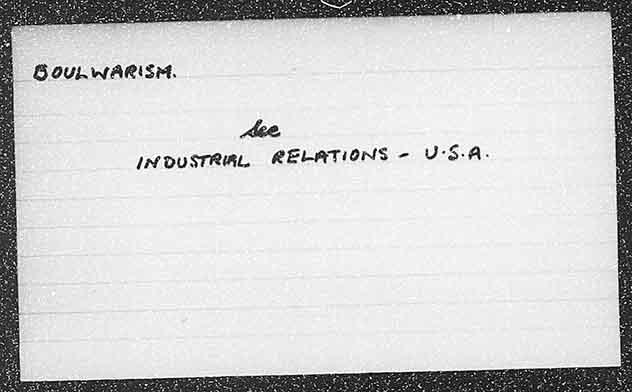 BOULWARISM.
See
INDUSTRIAL RELATIONS - U.S.A.